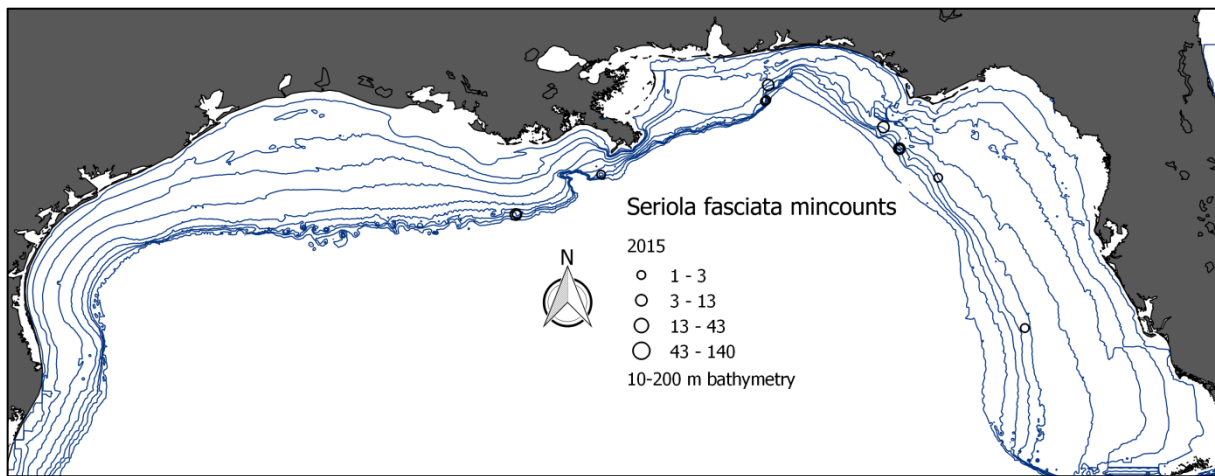 Seriola fasciata mincounts
2015
1 - 3
3 - 13
13 - 43
43 - 140
10-200 m bathymetry
N